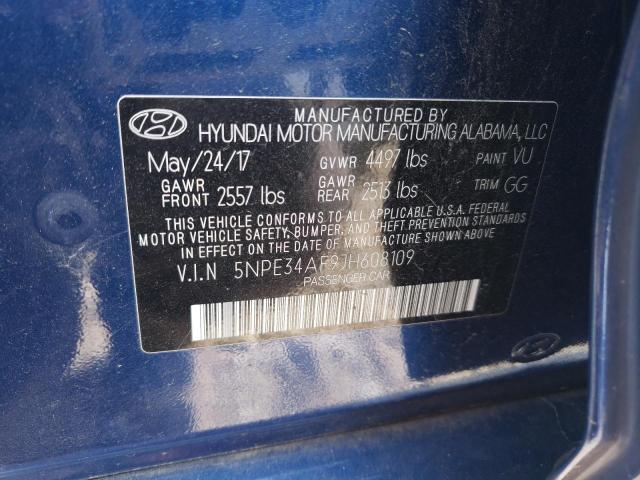 MANUFACTURED BY
HYUNDAI MOTOR MANUFACTURING ALABAMA, LLC
May/24/17 GVWR 4497 lbs PAINT VU
GAWR FRONT 2557 lbs GAWR REAR 2513 lbs TRIM GG
THIS VEHICLE CONFORMS TO ALL APPLICABLE U.S.A. FEDERAL
MOTOR VEHICLE SAFETY, BUMPER, AND THEFT PREVENTION STANDARDS
IN EFFECT ON THE DATE OF MANUFACTURE SHOWN ABOVE.
V.I.N 5NPE34AF9JH608109
PASSENGER CAR